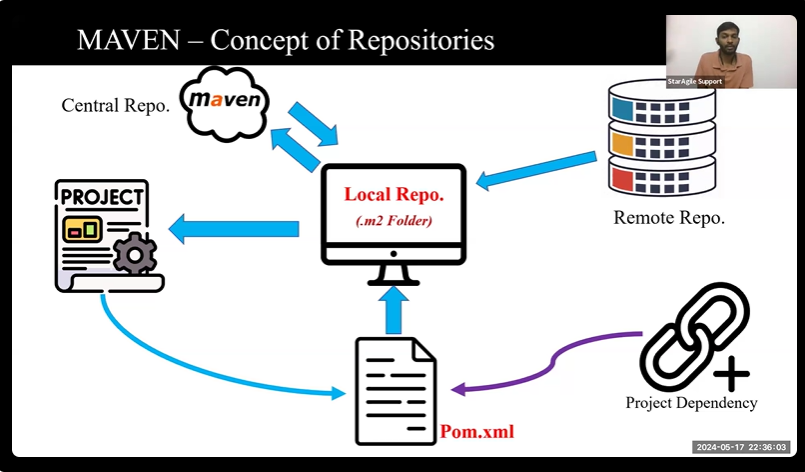 MAVEN – Concept of Repositories
StarAgile Support
Central Repo.
maven
PROJECT
Local Repo.
(.m2 Folder)
Remote Repo.
Project Dependency
Pom.xml
2024-05-17 22:36:03